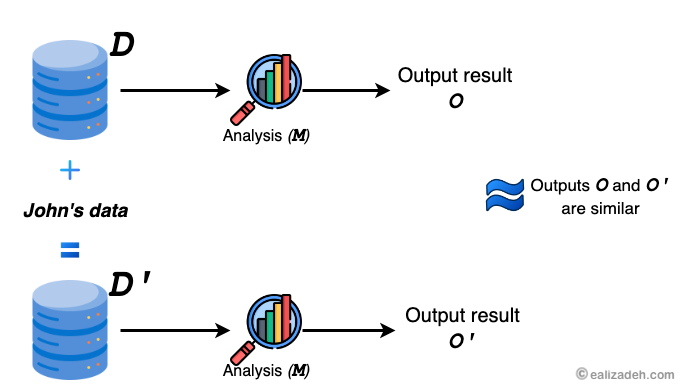 D
Output result
O
Analysis (M)
+
John's data
=
≈ Outputs O and O'
are similar
D'
Output result
O'
Analysis (M)
©ealizadeh.com